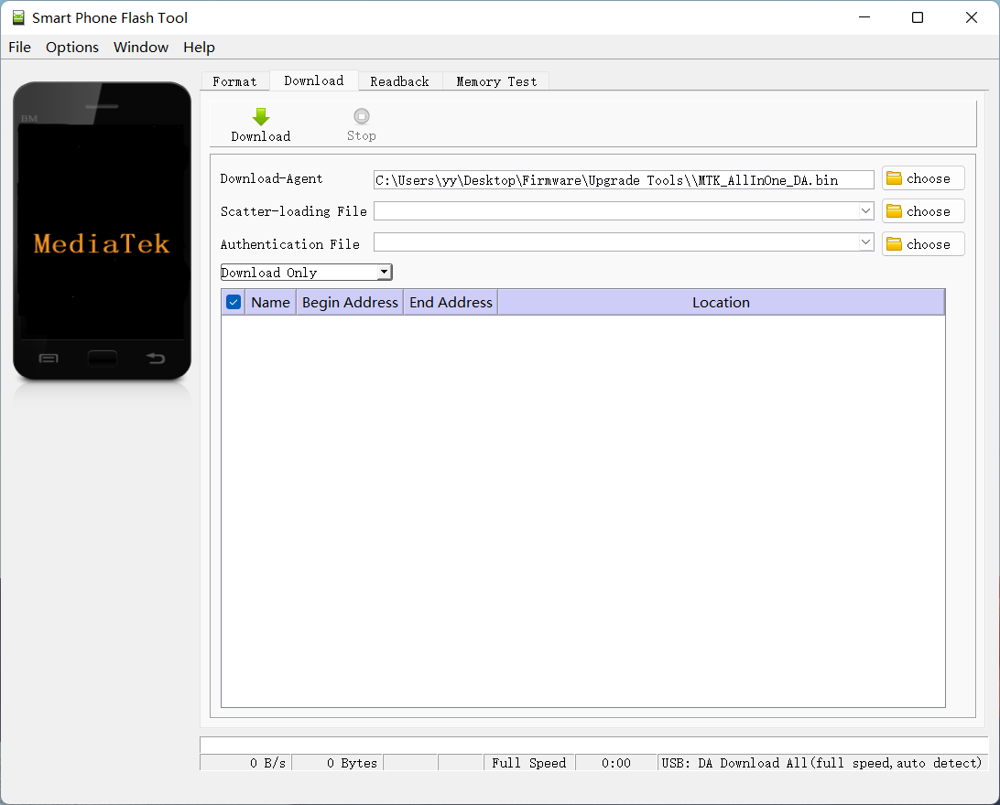 Smart Phone Flash Tool
File Options Window Help
Format Download Readback Memory Test
BM
Download Stop
Download-Agent C:\Users\yy\Desktop\Firmware\Upgrade Tools\\MTK_AllInOne_DA.bin choose
Scatter-loading File choose
MediaTek
Authentication File choose
Download Only
Name Begin Address End Address Location
0 B/s 0 Bytes Full Speed 0:00 USB: DA Download All(full speed,auto detect)